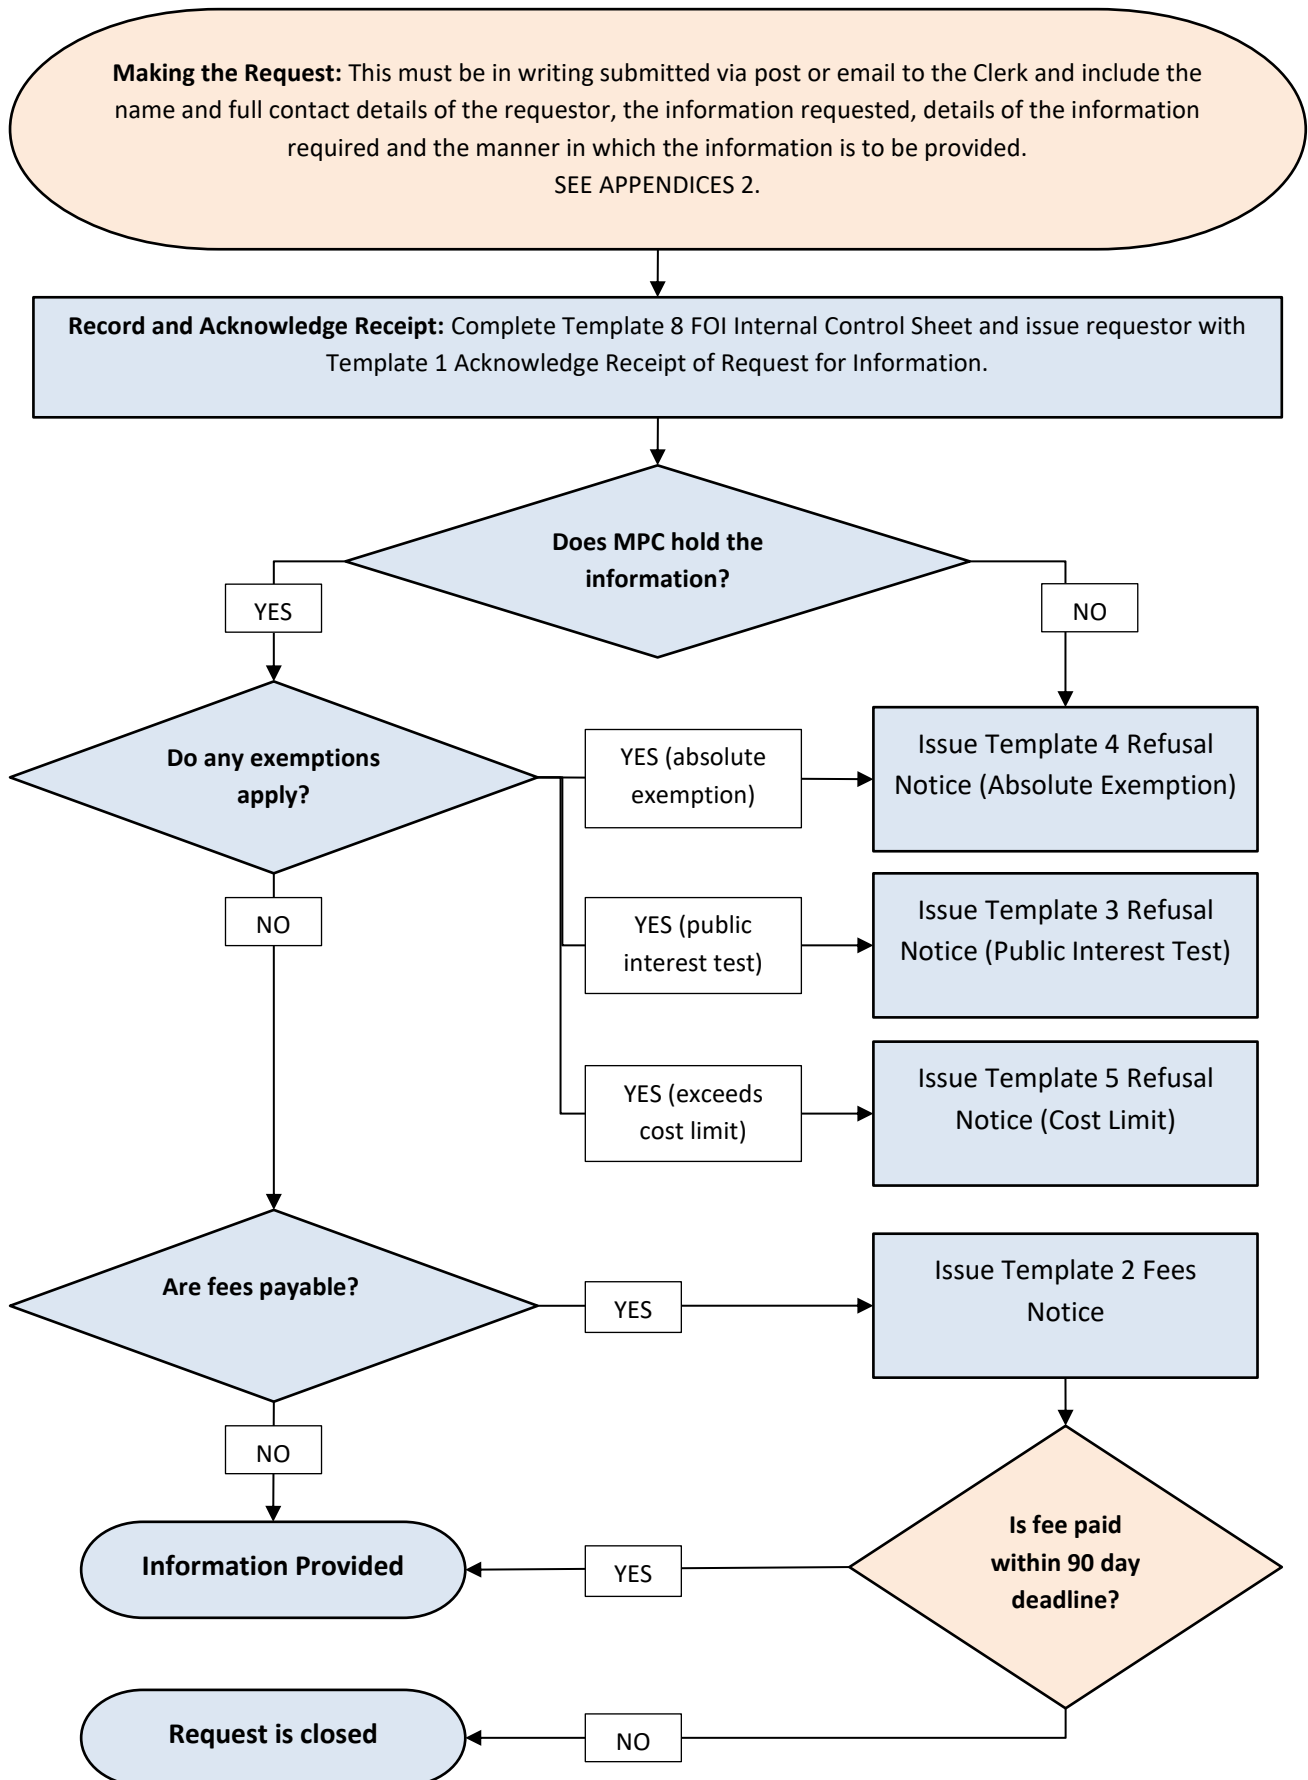 Making the Request: This must be in writing submitted via post or email to the Clerk and include the
name and full contact details of the requestor, the information requested, details of the information
required and the manner in which the information is to be provided.
SEE APPENDICES 2.
Record and Acknowledge Receipt: Complete Template 8 FOI Internal Control Sheet and issue requestor with
Template 1 Acknowledge Receipt of Request for Information.
Does MPC hold the
information?
YES
NO
Do any exemptions
apply?
YES (absolute
exemption)
Issue Template 4 Refusal
Notice (Absolute Exemption)
NO
YES (public
interest test)
Issue Template 3 Refusal
Notice (Public Interest Test)
YES (exceeds
cost limit)
Issue Template 5 Refusal
Notice (Cost Limit)
Are fees payable?
YES
Issue Template 2 Fees
Notice
NO
Is fee paid
within 90 day
deadline?
YES
Information Provided
NO
Request is closed